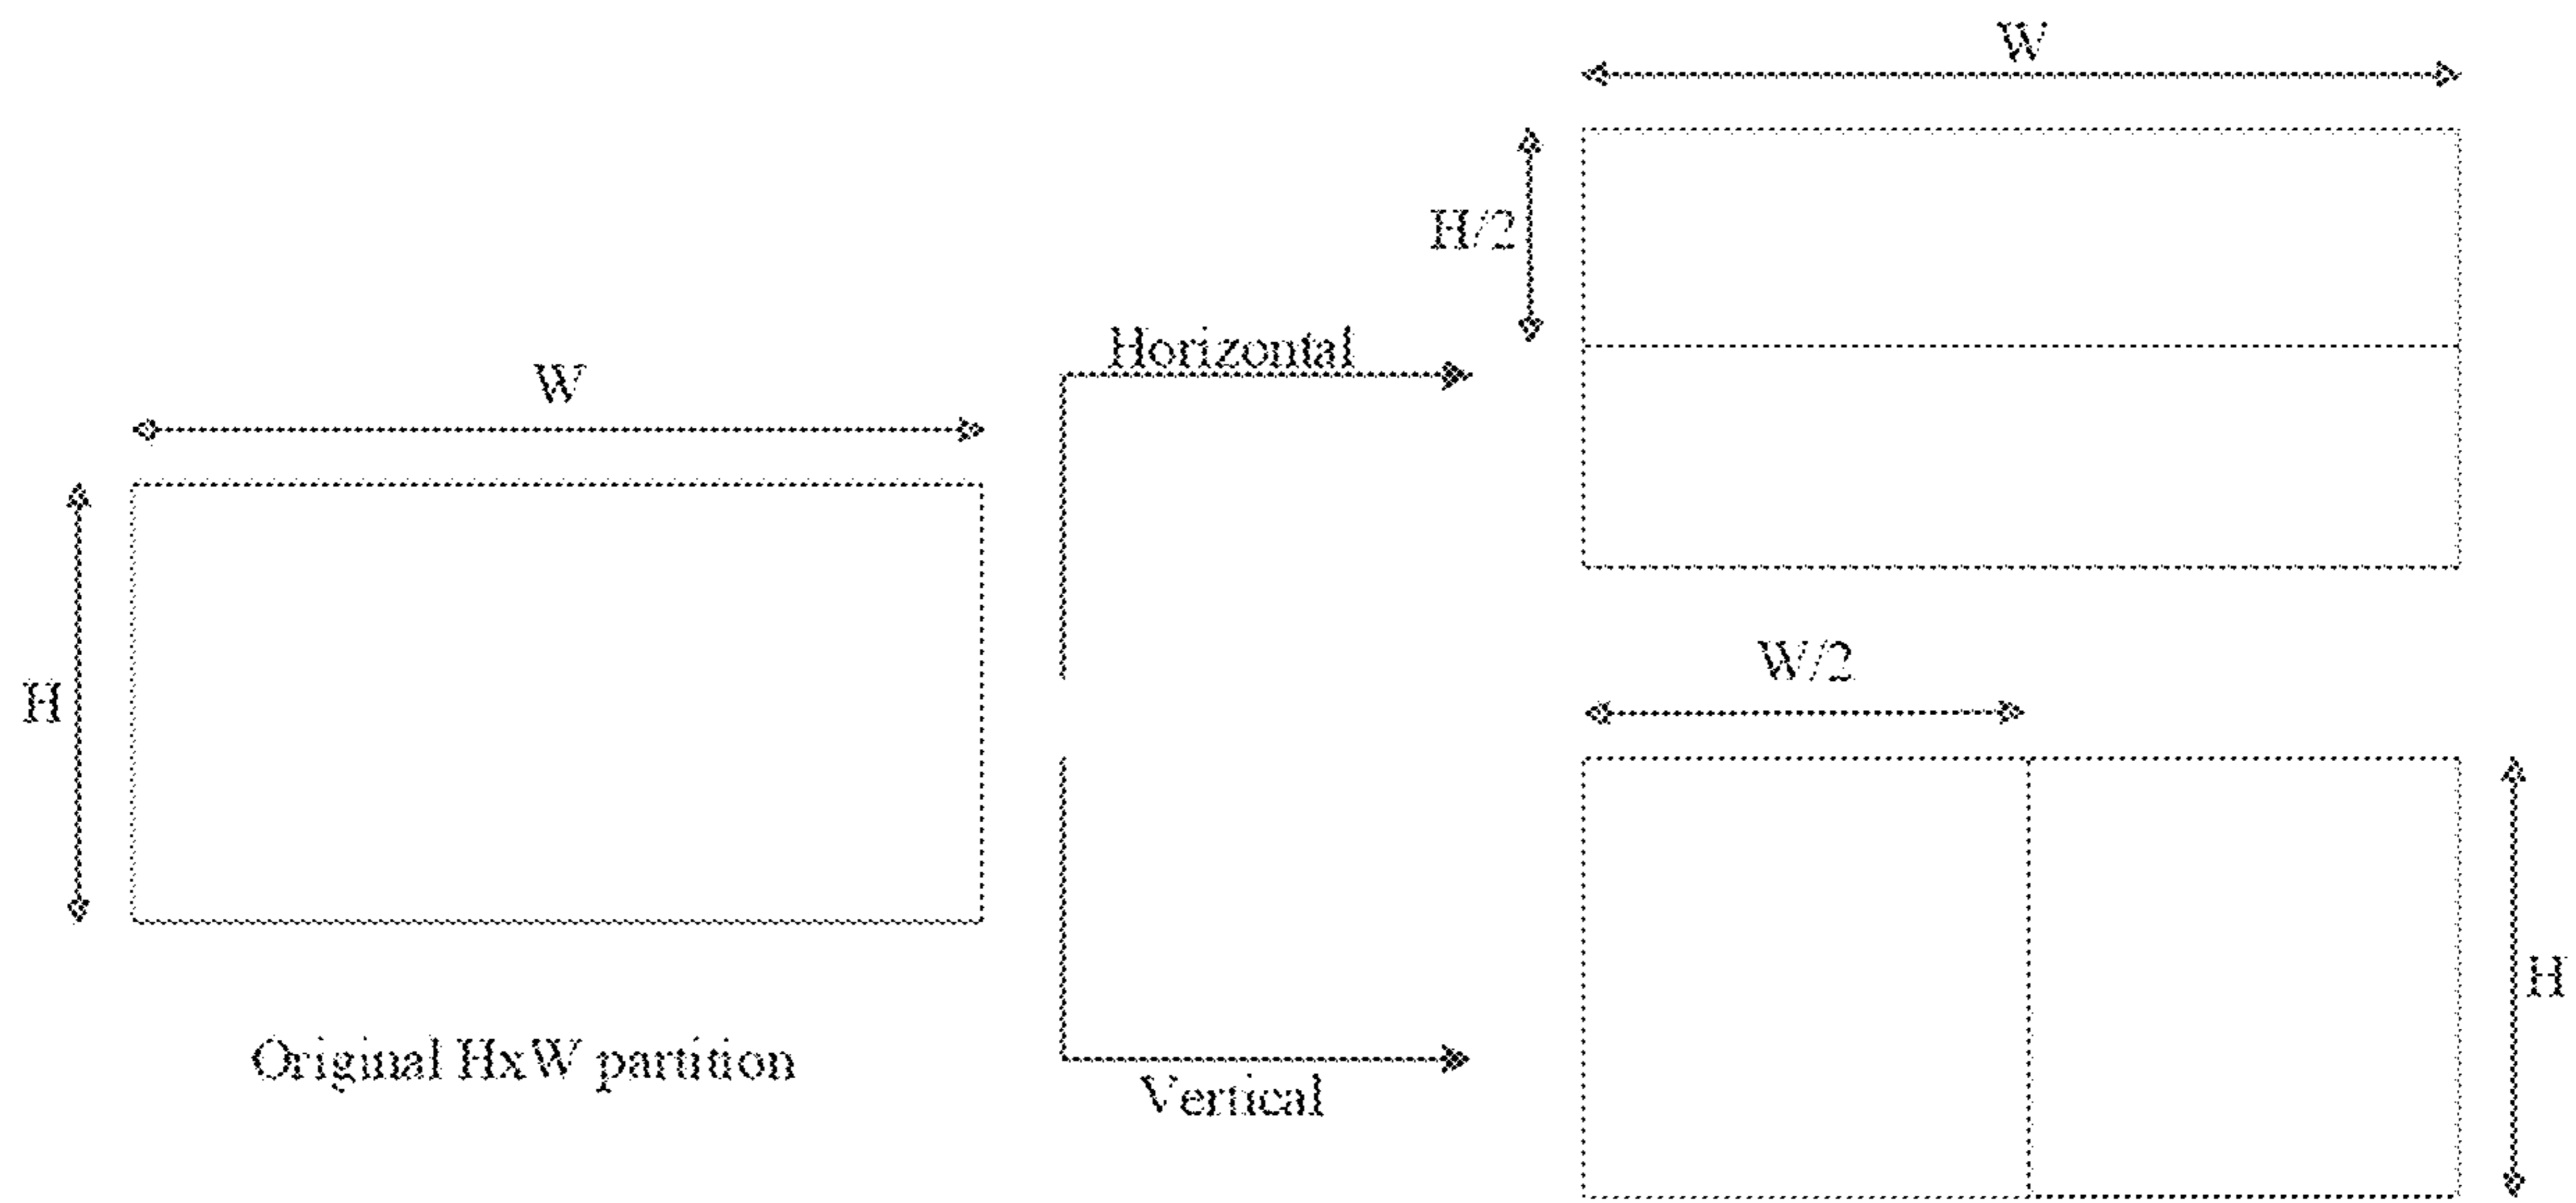 W
H/2
Horizontal
W
H
W/2
H
Original HxW partition
Vertical